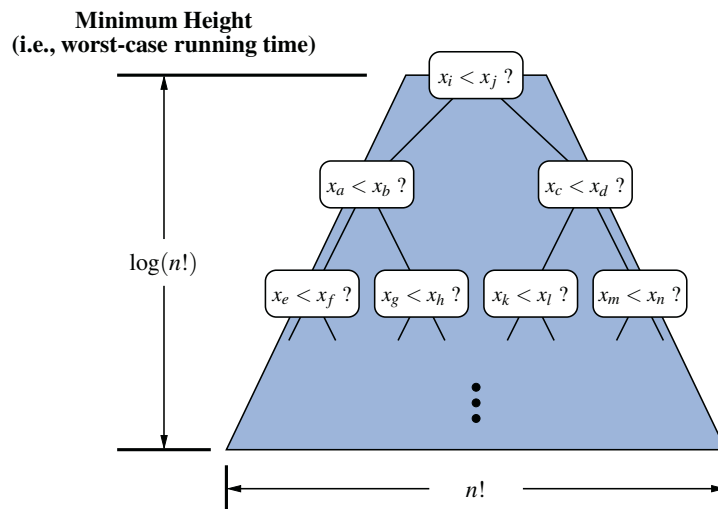 Minimum Height
(i.e., worst-case running time)
x_i < x_j ?
x_a < x_b ?
x_c < x_d ?
log(n!)
x_e < x_f ?
x_g < x_h ?
x_k < x_l ?
x_m < x_n ?
n!